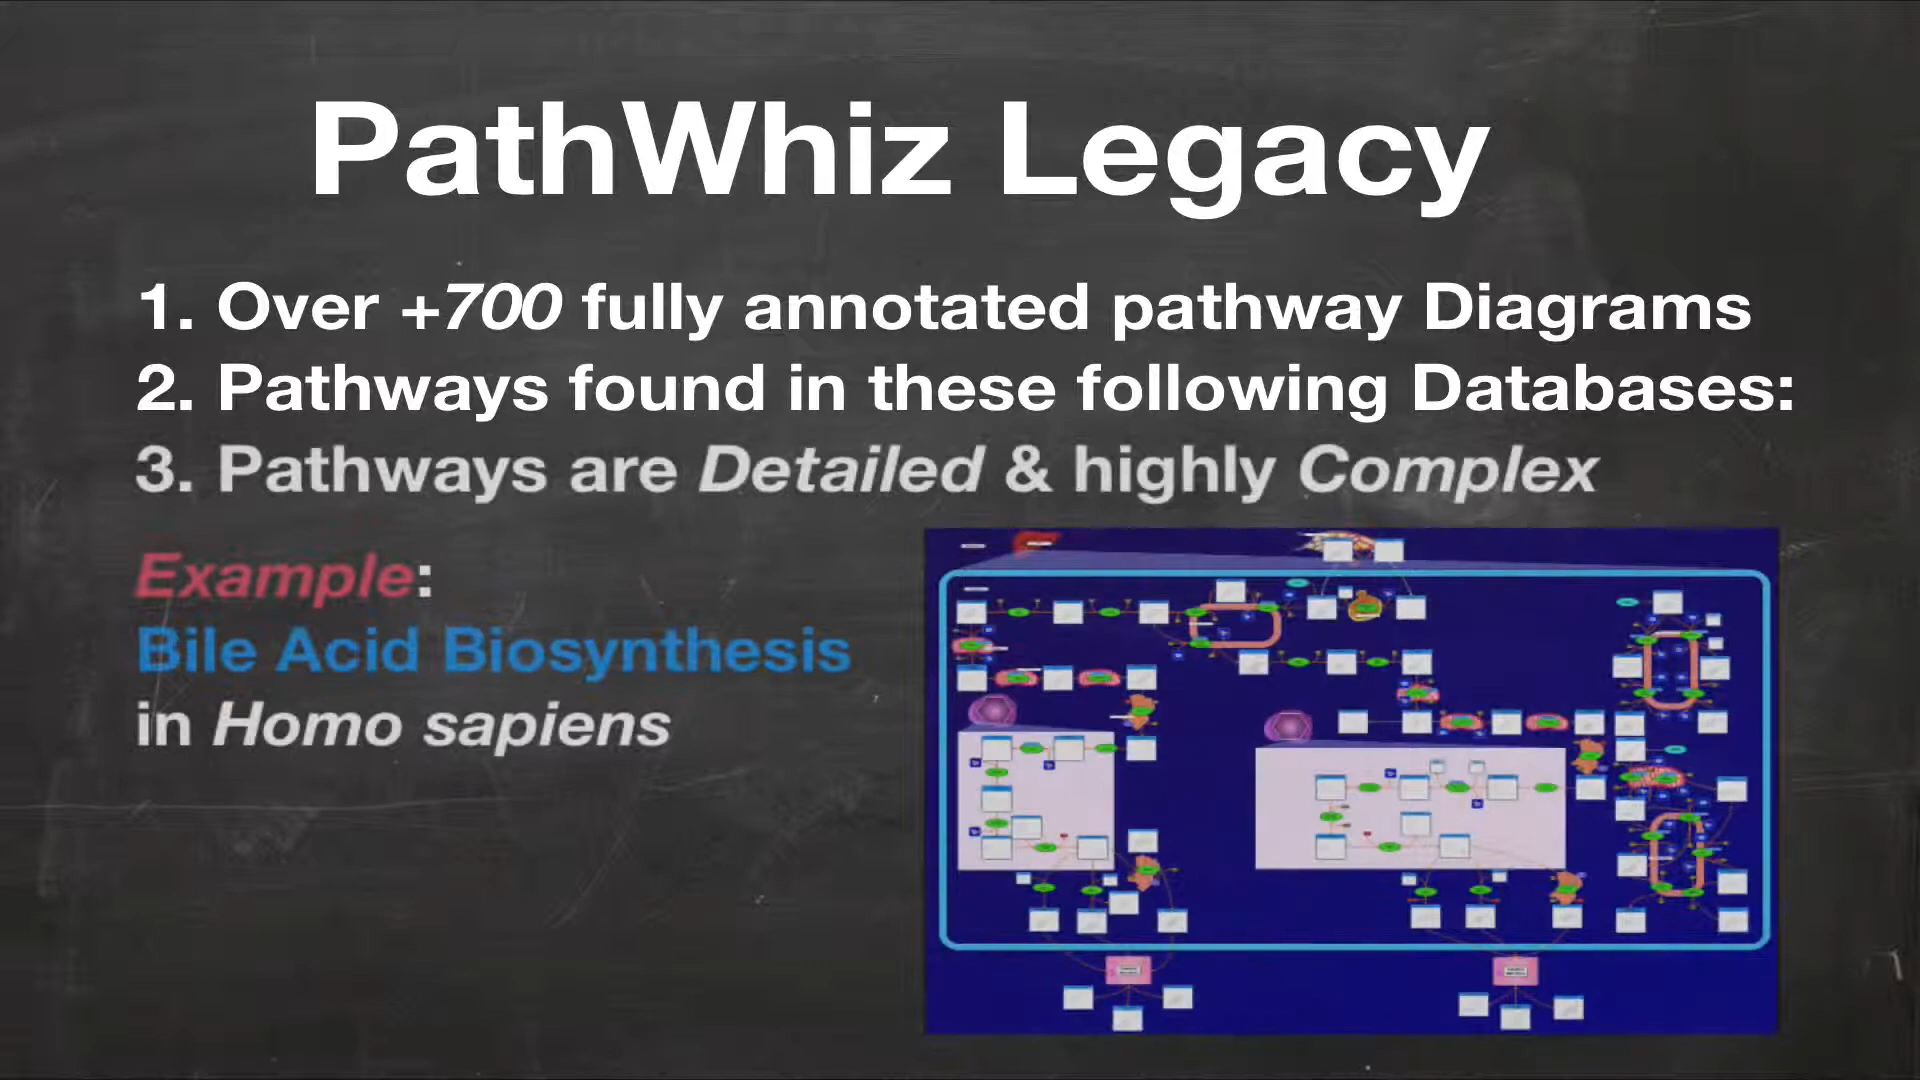 PathWhiz Legacy
1. Over +700 fully annotated pathway Diagrams
2. Pathways found in these following Databases:
3. Pathways are Detailed & highly Complex
Example:
Bile Acid Biosynthesis
in Homo sapiens